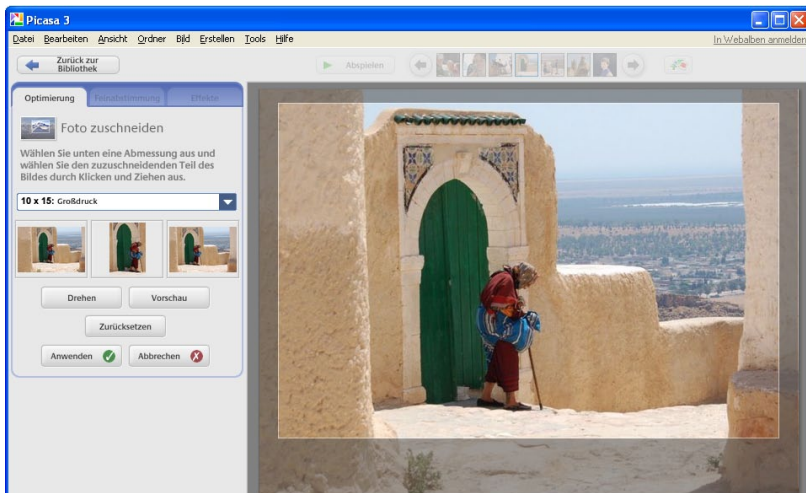 Picasa 3
Datei Bearbeiten Ansicht Ordner Bild Erstellen Tools Hilfe
In Webalben anmelden
Zurück zur
Bibliothek
Abspielen
Optimierung Feinabstimmung Effekte
Foto zuschneiden
Wählen Sie unten eine Abmessung aus und
wählen Sie den zuzuschneidenden Teil des
Bildes durch Klicken und Ziehen aus.
10 x 15: Großdruck
Drehen Vorschau
Zurücksetzen
Anwenden Abbrechen